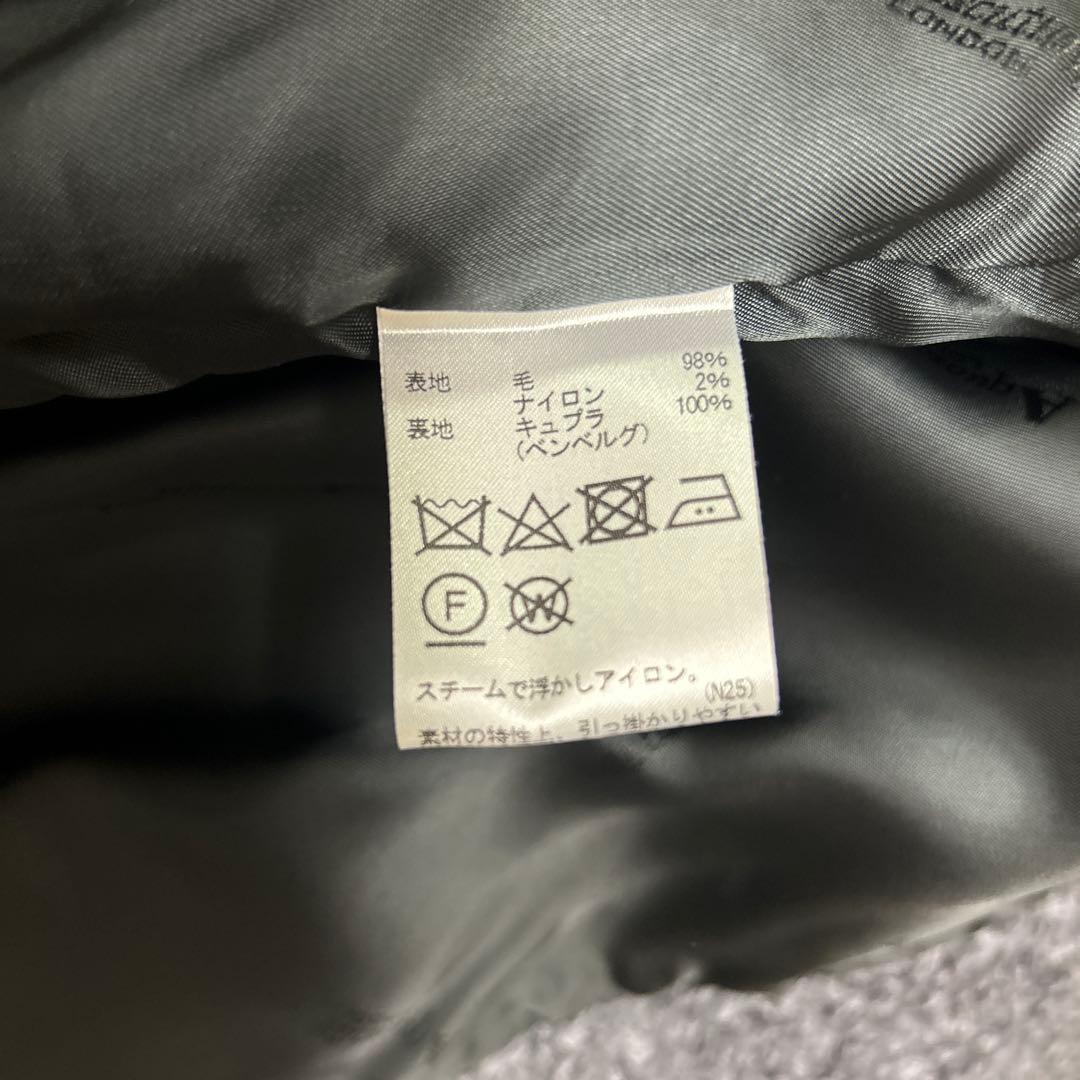 LONDON
表地 毛 98%
ナイロン 2%
裏地 キュプラ 100%
(ベンベルグ)
F
W
スチームで浮かしアイロン。
(N25)
素材の特性上、引っ掛かりやすい